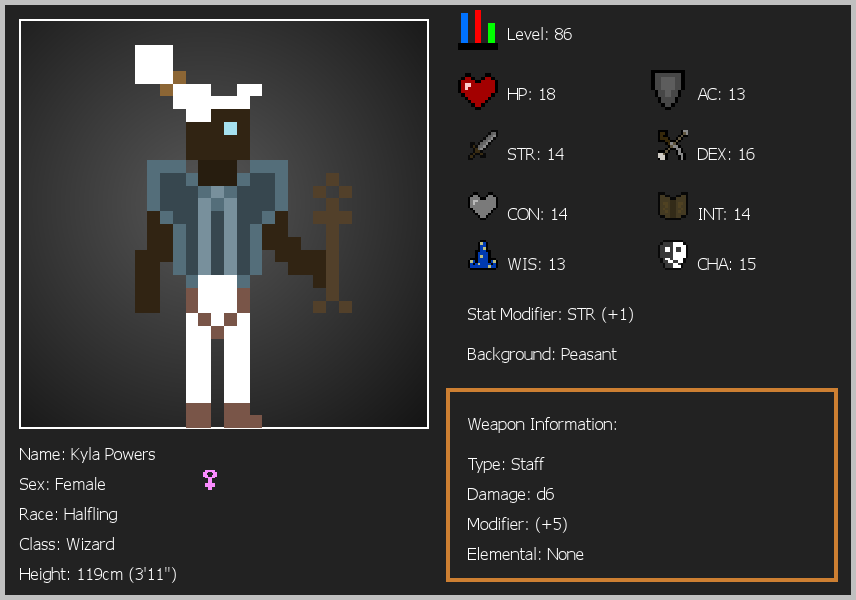 Level: 86
HP: 18
AC: 13
STR: 14
DEX: 16
CON: 14
INT: 14
WIS: 13
CHA: 15
Stat Modifier: STR (+1)
Background: Peasant
Weapon Information:
Type: Staff
Damage: d6
Modifier: (+5)
Elemental: None
Name: Kyla Powers
Sex: Female
Race: Halfling
Class: Wizard
Height: 119cm (3'11")